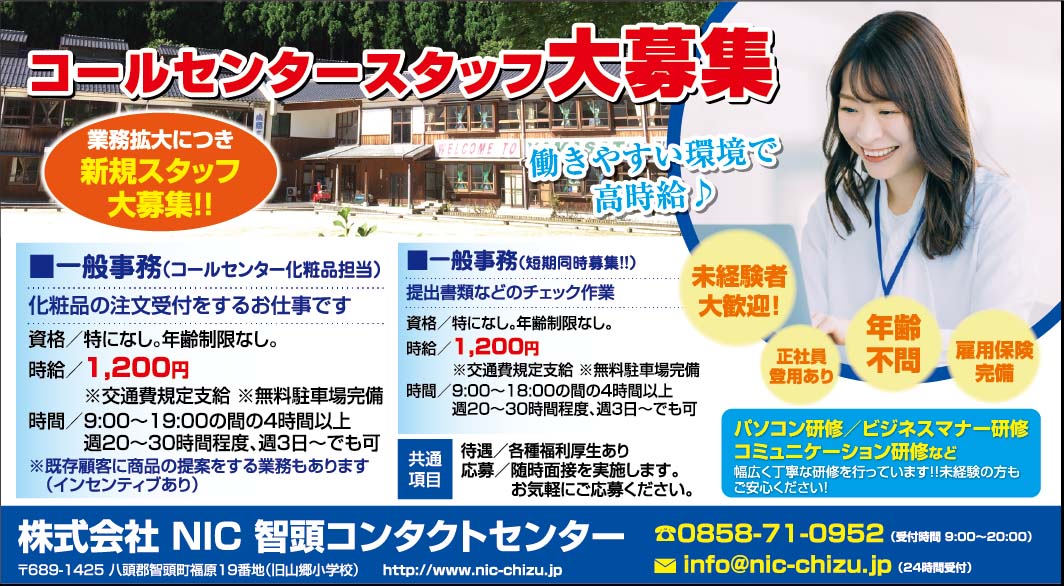 コールセンタースタッフ大募集
業務拡大につき
新規スタッフ
大募集!!
WELCOME TO
働きやすい環境で
高時給♪
■一般事務(コールセンター化粧品担当)
化粧品の注文受付をするお仕事です
資格／特になし。年齢制限なし。
時給／1,200円
※交通費規定支給 ※無料駐車場完備
時間／9:00～19:00の間の4時間以上
週20～30時間程度、週3日～でも可
※既存顧客に商品の提案をする業務もあります
(インセンティブあり)
■一般事務(短期同時募集!!)
提出書類などのチェック作業
資格／特になし。年齢制限なし。
時給／1,200円
※交通費規定支給 ※無料駐車場完備
時間／9:00～18:00の間の4時間以上
週20～30時間程度、週3日～でも可
共通
項目
待遇／各種福利厚生あり
応募／随時面接を実施します。
お気軽にご応募ください。
未経験者
大歓迎!
正社員
登用あり
年齢
不問
雇用保険
完備
パソコン研修／ビジネスマナー研修
コミュニケーション研修など
幅広く丁寧な研修を行っています!!未経験の方も
ご安心ください!
株式会社 NIC 智頭コンタクトセンター
〒689-1425 八頭郡智頭町福原19番地(旧山郷小学校) http://www.nic-chizu.jp
☎0858-71-0952 (受付時間 9:00~20:00)
✉info@nic-chizu.jp (24時間受付)